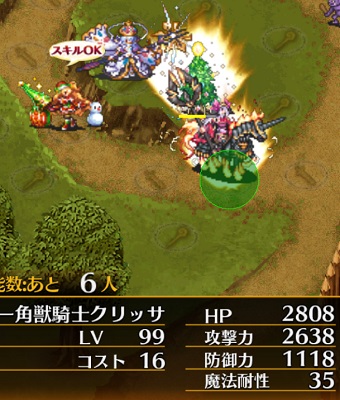 スキルOK
能数:あと 6人
一角獣騎士クリッサ
LV 99
コスト 16
HP 2808
攻撃力 2638
防御力 1118
魔法耐性 35